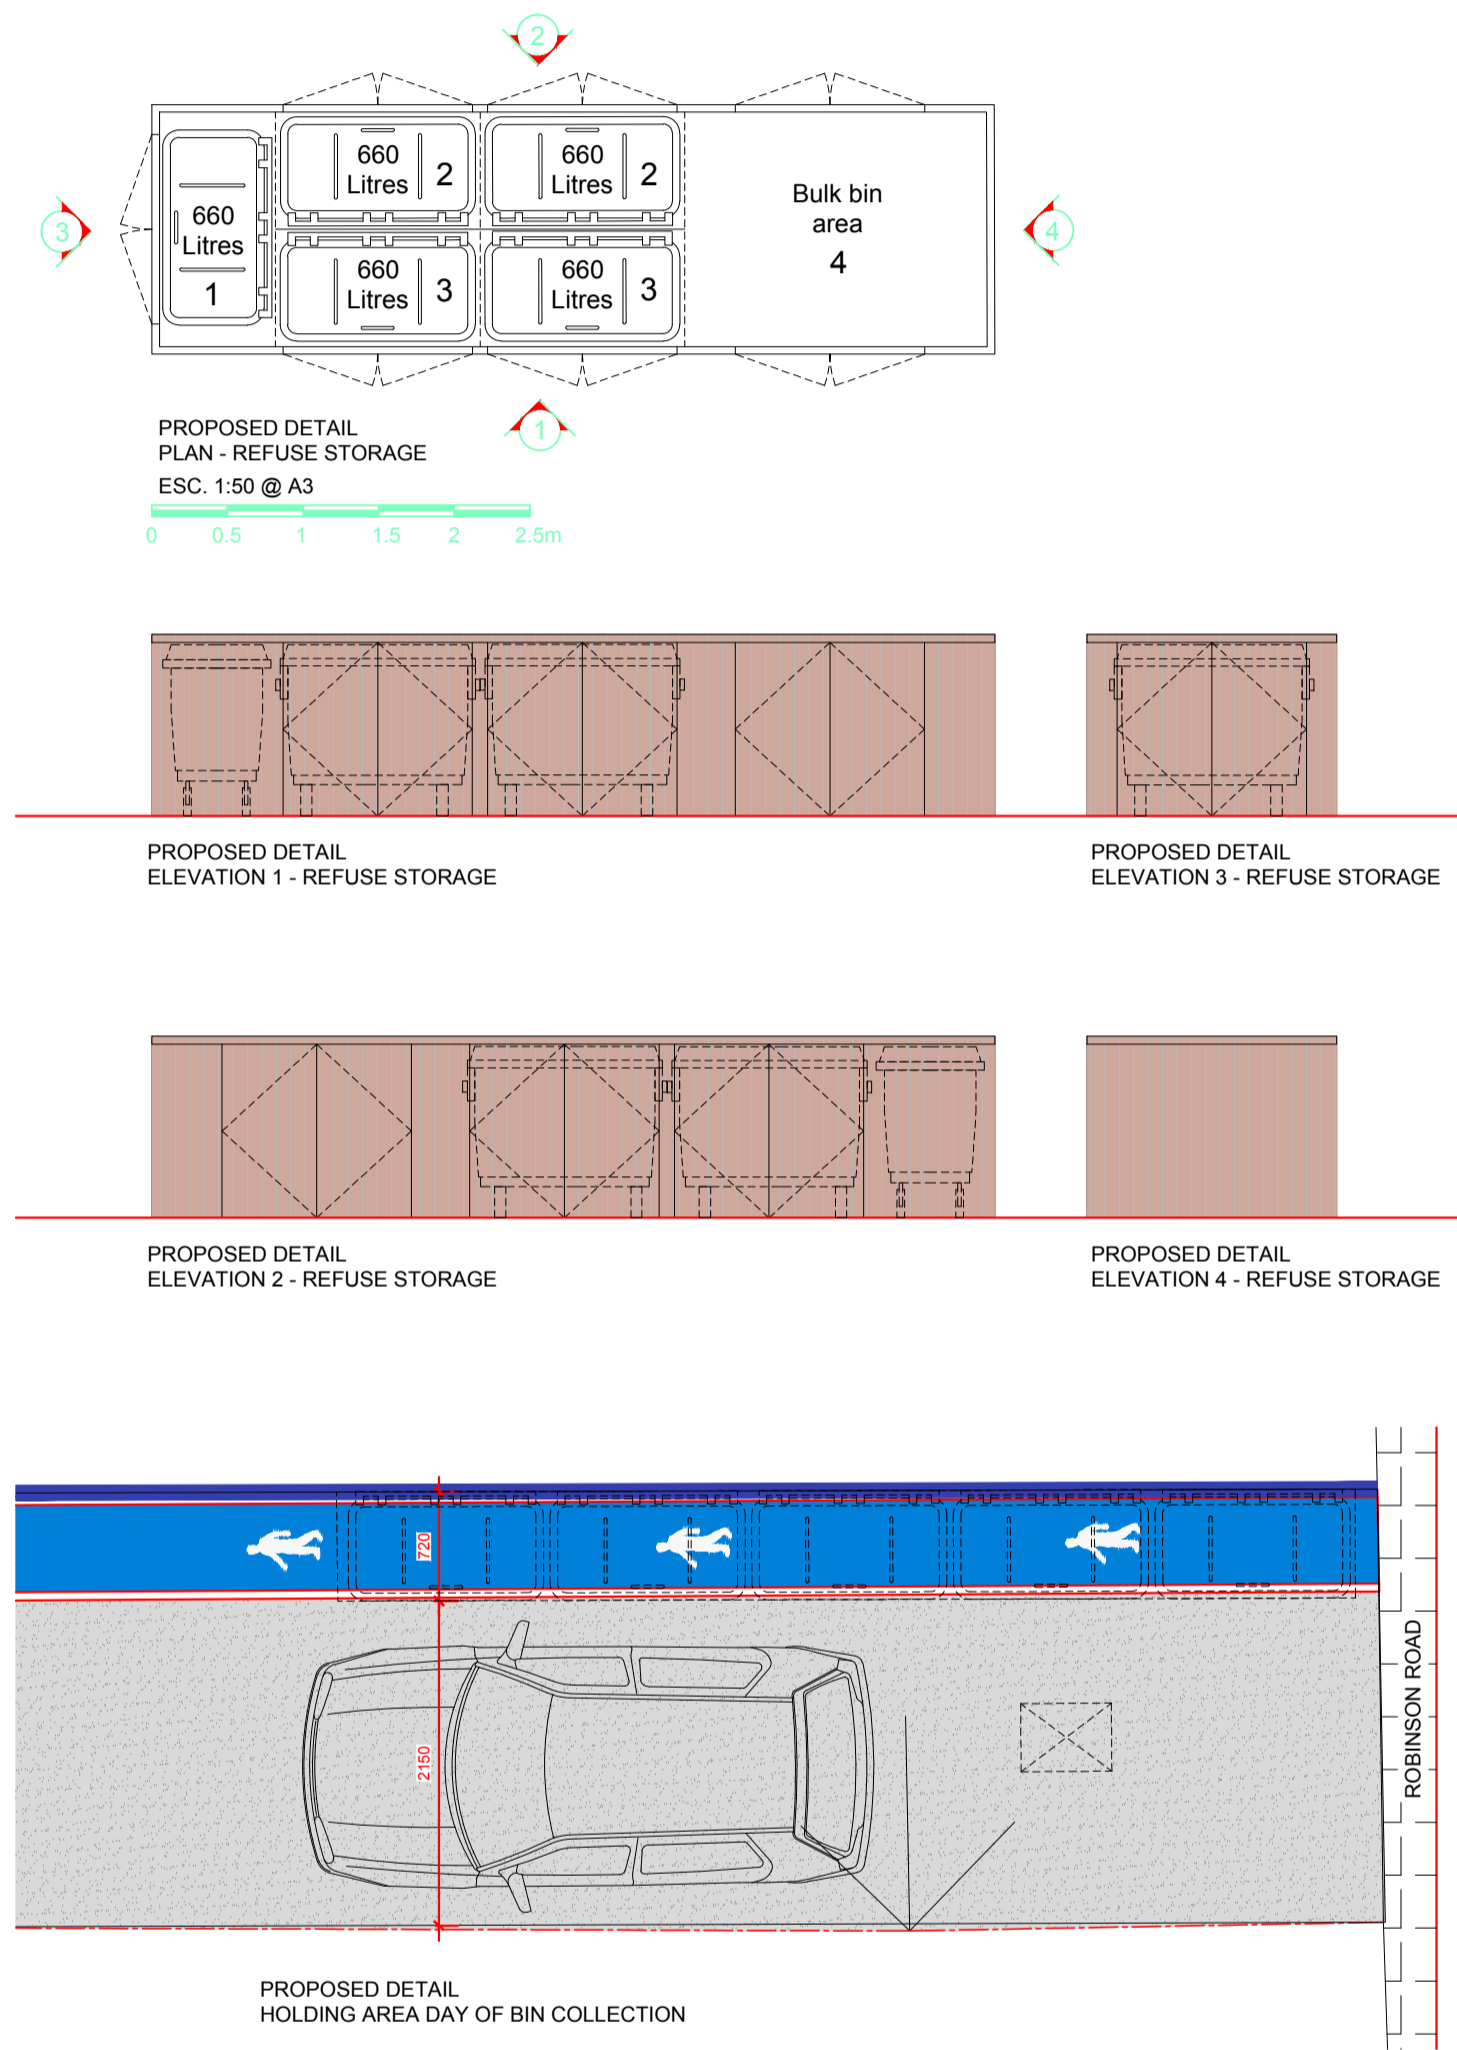 2
660
Litres
2
660
Litres
2
Bulk bin
area
4
3
660
Litres
1
4
660
Litres
3
660
Litres
3
1
PROPOSED DETAIL
PLAN - REFUSE STORAGE
ESC. 1:50 @ A3
0 0.5 1 1.5 2 2.5m
PROPOSED DETAIL
ELEVATION 1 - REFUSE STORAGE
PROPOSED DETAIL
ELEVATION 3 - REFUSE STORAGE
PROPOSED DETAIL
ELEVATION 2 - REFUSE STORAGE
PROPOSED DETAIL
ELEVATION 4 - REFUSE STORAGE
720
2150
ROBINSON ROAD
PROPOSED DETAIL
HOLDING AREA DAY OF BIN COLLECTION